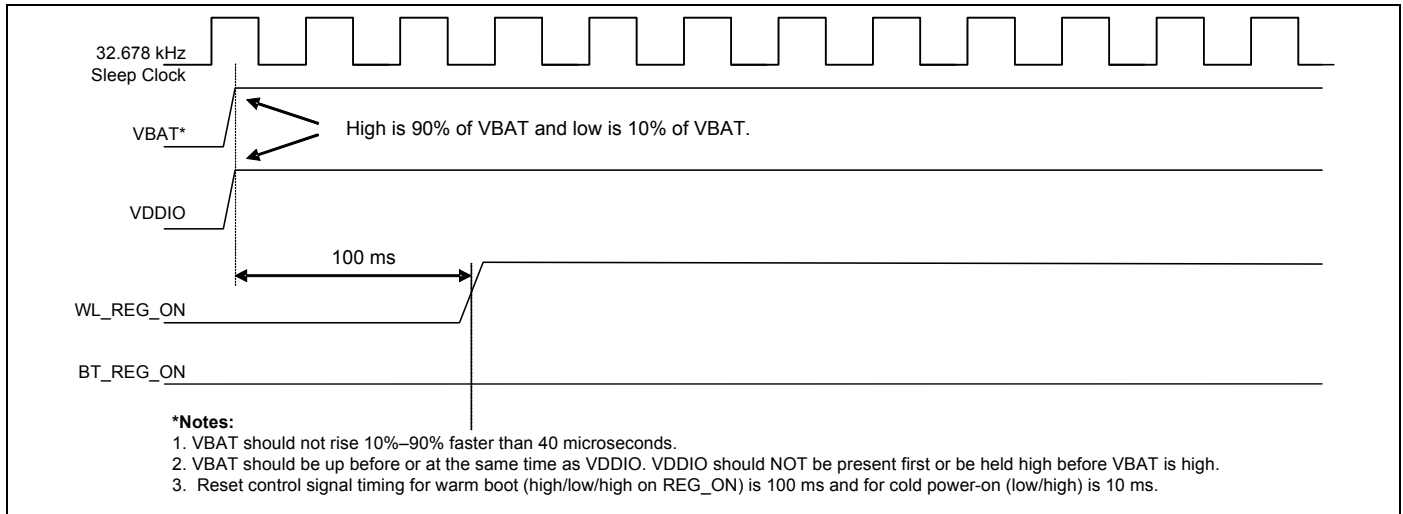 32.678 kHz
Sleep Clock
VBAT*
High is 90% of VBAT and low is 10% of VBAT.
VDDIO
100 ms
WL_REG_ON
BT_REG_ON
*Notes:
1. VBAT should not rise 10%–90% faster than 40 microseconds.
2. VBAT should be up before or at the same time as VDDIO. VDDIO should NOT be present first or be held high before VBAT is high.
3. Reset control signal timing for warm boot (high/low/high on REG_ON) is 100 ms and for cold power-on (low/high) is 10 ms.